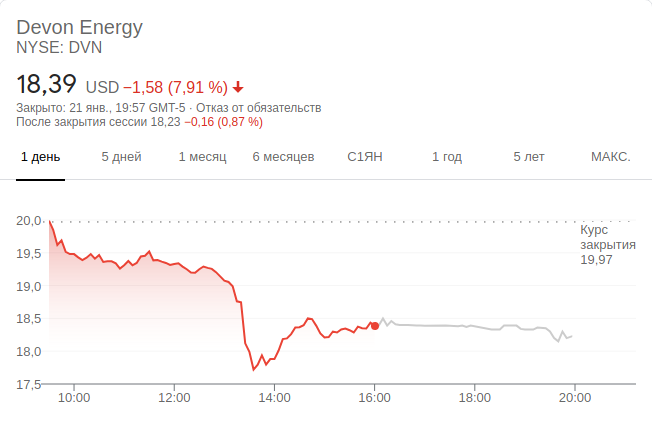 Devon Energy
NYSE: DVN
18,39 USD −1,58 (7,91 %)
Закрыто: 21 янв., 19:57 GMT-5 · Отказ от обязательств
После закрытия сессии 18,23 −0,16 (0,87 %)
1 день 5 дней 1 месяц 6 месяцев С1ЯН 1 год 5 лет МАКС.
20,0
19,5
19,0
18,5
18,0
17,5
Курс
закрытия
19,97
10:00 12:00 14:00 16:00 18:00 20:00